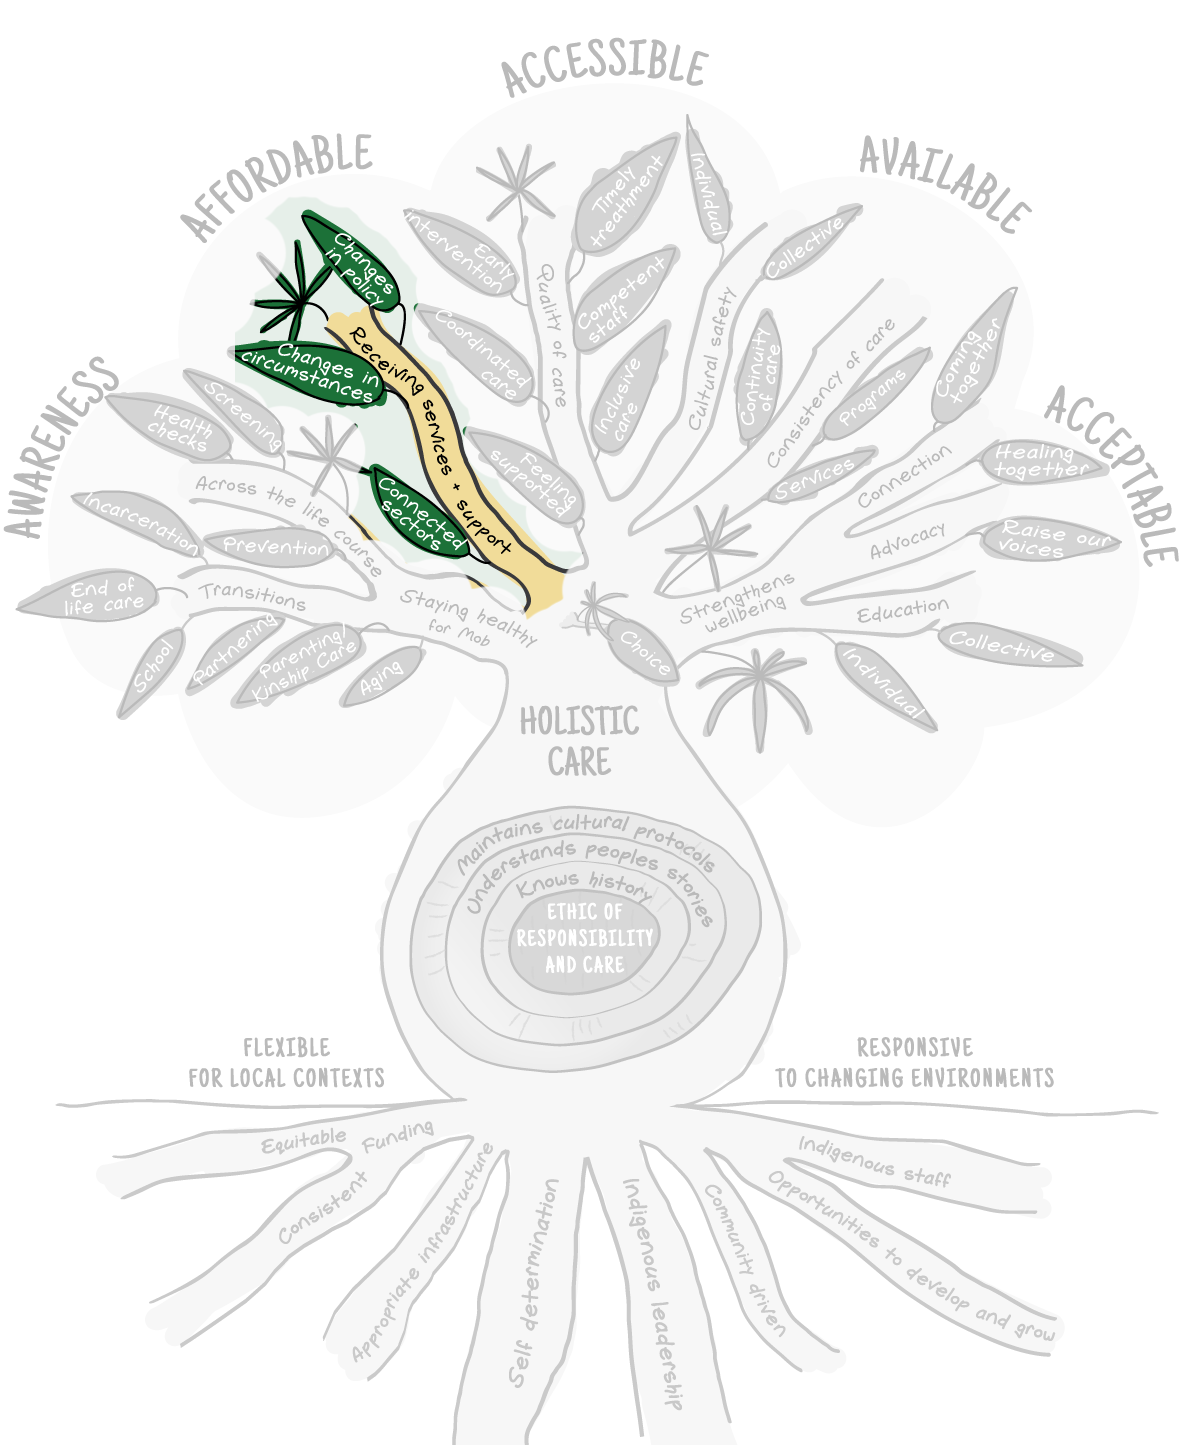 ACCESSIBLE
AFFORDABLE
AVAILABLE
AWARENESS
ACCEPTABLE
Changes
in policy
Changes in
circumstances
Receiving services + support
Connected
sectors
Early
intervention
Coordinated
care
Feeling
supported
Quality of care
Timely
treathment
Competent
staff
Inclusive
care
Individual
Cultural safety
Collective
Continuity
of care
Consistency of care
Programs
Services
Coming
together
Connection
Healing
together
Advocacy
Raise our
voices
Education
Collective
Individual
Strengthens
wellbeing
Choice
Screening
Health
checks
Across the life course
Incarceration
Prevention
End of
life care
Transitions
School
Partnering
Parenting/
Kinship Care
Aging
Staying healthy
for Mob
HOLISTIC
CARE
Maintains cultural protocols
Understands peoples stories
Knows history
ETHIC OF
RESPONSIBILITY
AND CARE
FLEXIBLE
FOR LOCAL CONTEXTS
RESPONSIVE
TO CHANGING ENVIRONMENTS
Equitable Funding
Consistent
Appropriate infrastructure
Self determination
Indigenous leadership
Community driven
Opportunities to develop and grow
Indigenous staff